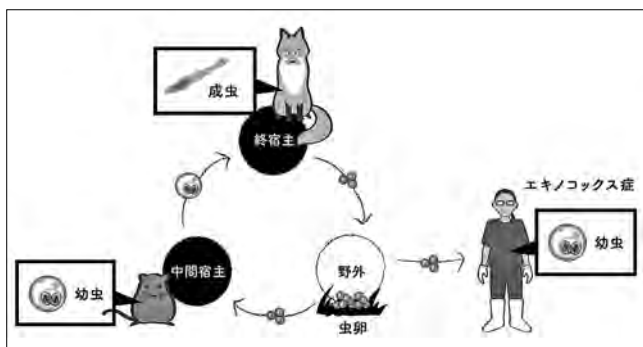 成虫
終宿主
エキノコックス症
幼虫
中間宿主
幼虫
野外
虫卵